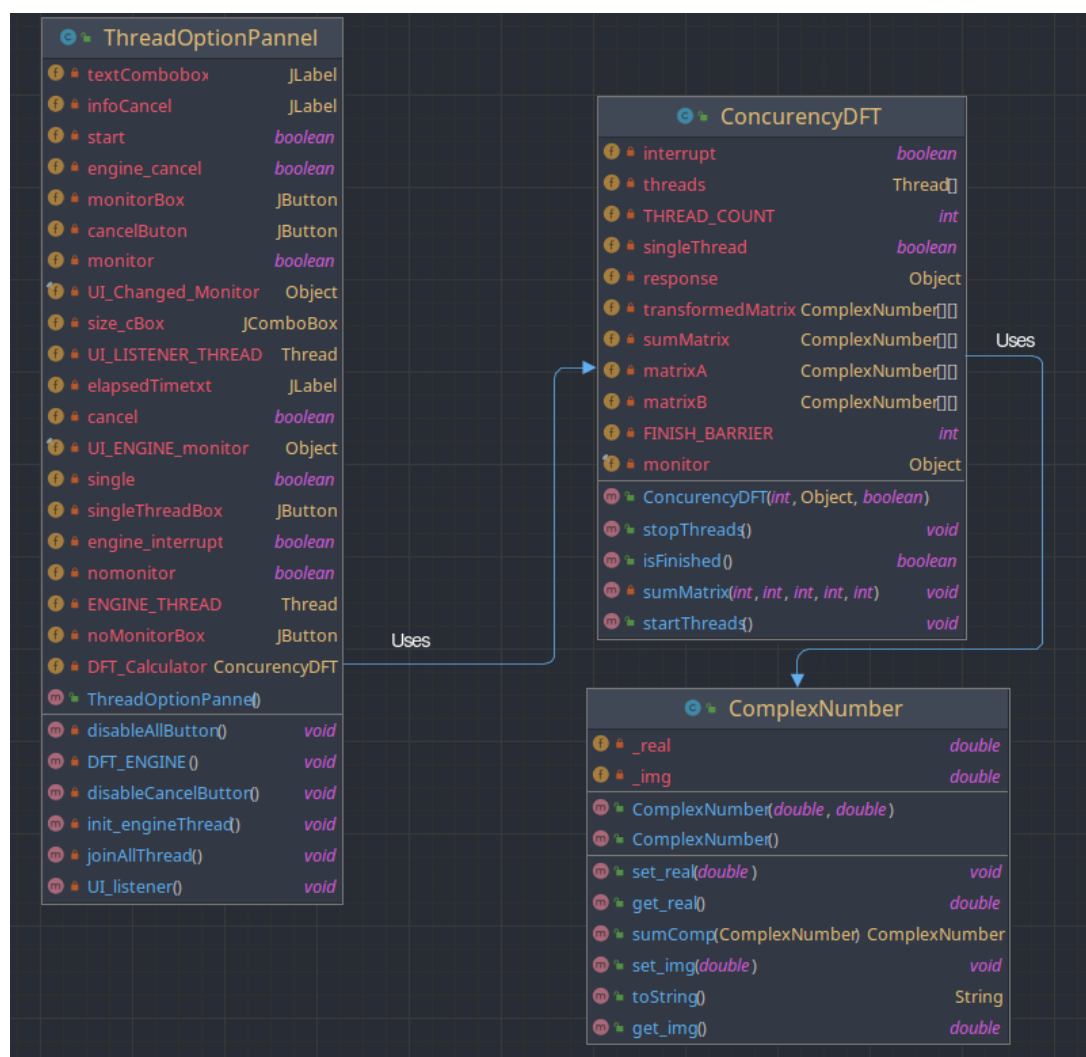 ThreadOptionPannel
textCombobox JLabel
infoCancel JLabel
start boolean
engine_cancel boolean
monitorBox JButton
cancelButon JButton
monitor boolean
UI_Changed_Monitor Object
size_cBox JComboBox
UI_LISTENER_THREAD Thread
elapsedTimetxt JLabel
cancel boolean
UI_ENGINE_monitor Object
single boolean
singleThreadBox JButton
engine_interrupt boolean
nomonitor boolean
ENGINE_THREAD Thread
noMonitorBox JButton
DFT_Calculator ConcurencyDFT
ThreadOptionPannel()
disableAllButton() void
DFT_ENGINE() void
disableCancelButton() void
init_engineThread() void
joinAllThread() void
UI_listener() void
Uses
ConcurencyDFT
interrupt boolean
threads Thread[]
THREAD_COUNT int
singleThread boolean
response Object
transformedMatrix ComplexNumber[][]
sumMatrix ComplexNumber[][]
matrixA ComplexNumber[][]
matrixB ComplexNumber[][]
FINISH_BARRIER int
monitor Object
ConcurencyDFT(int, Object, boolean)
stopThreads() void
isFinished() boolean
sumMatrix(int, int, int, int, int) void
startThreads() void
Uses
ComplexNumber
_real double
_img double
ComplexNumber(double, double)
ComplexNumber()
set_real(double) void
get_real() double
sumComp(ComplexNumber) ComplexNumber
set_img(double) void
toString() String
get_img() double